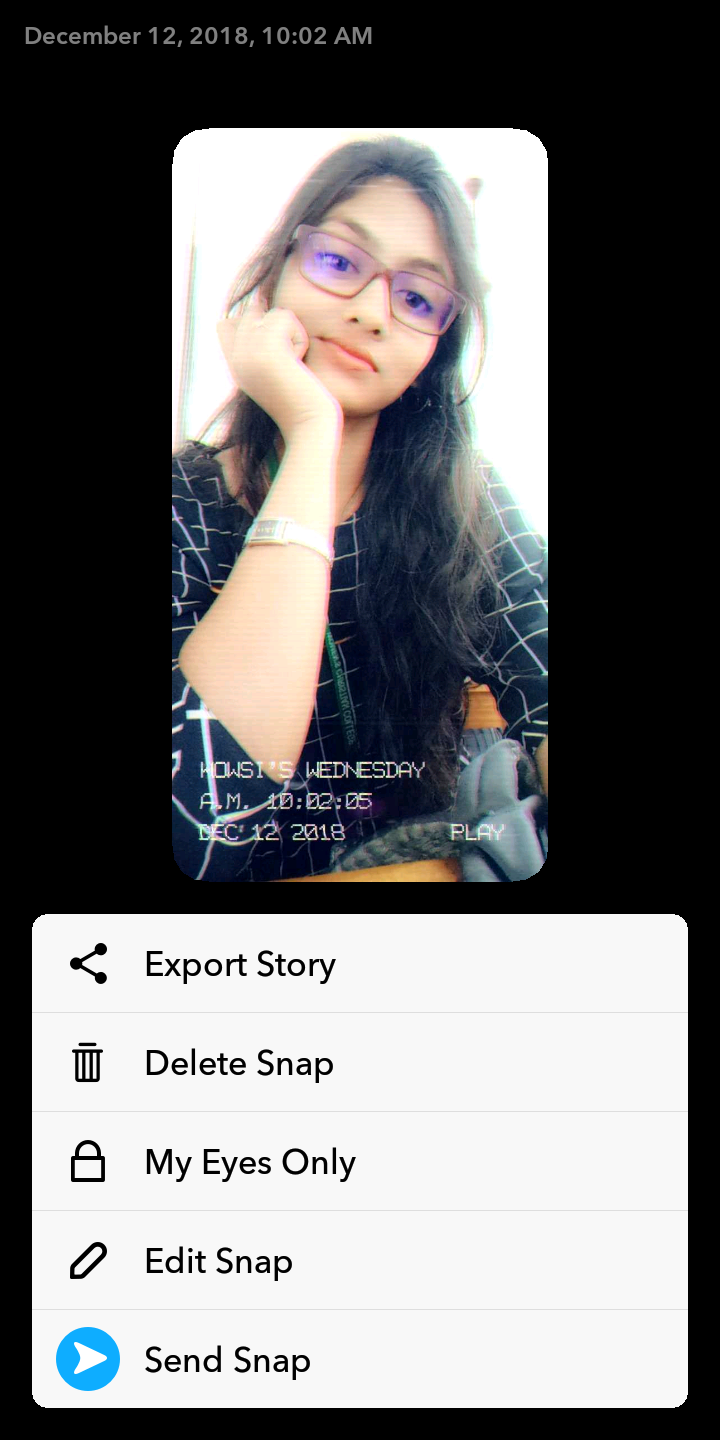 December 12, 2018, 10:02 AM
KOWSI'S WEDNESDAY
A.M. 10:02:05
DEC 12 2018 PLAY
Export Story
Delete Snap
My Eyes Only
Edit Snap
Send Snap